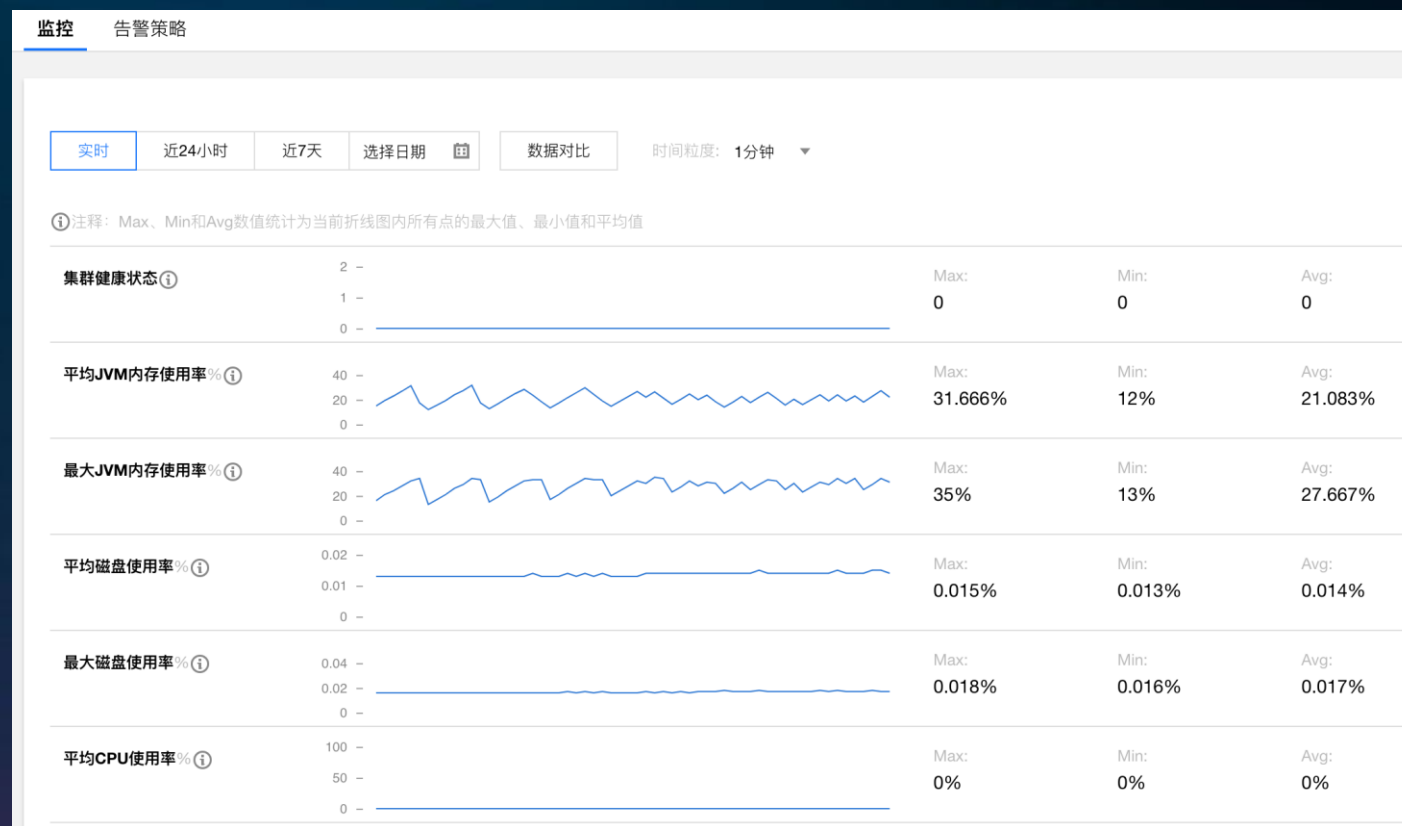 监控 告警策略
实时 近24小时 近7天 选择日期 数据对比 时间粒度: 1分钟
注释: Max、Min和Avg数值统计为当前折线图内所有点的最大值、最小值和平均值
集群健康状态 2 1 0 Max: 0 Min: 0 Avg: 0
平均JVM内存使用率% 40 20 0 Max: 31.666% Min: 12% Avg: 21.083%
最大JVM内存使用率% 40 20 0 Max: 35% Min: 13% Avg: 27.667%
平均磁盘使用率% 0.02 0.01 0 Max: 0.015% Min: 0.013% Avg: 0.014%
最大磁盘使用率% 0.04 0.02 0 Max: 0.018% Min: 0.016% Avg: 0.017%
平均CPU使用率% 100 50 0 Max: 0% Min: 0% Avg: 0%